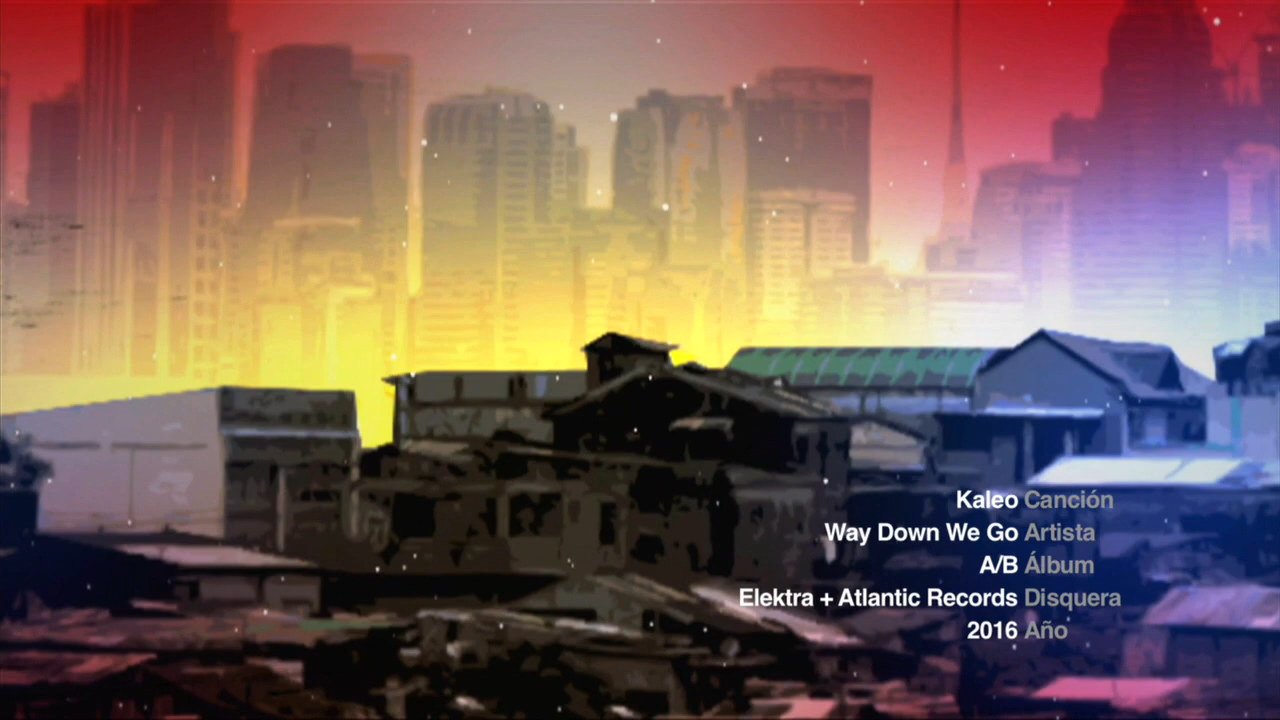 Kaleo Canción
Way Down We Go Artista
A/B Álbum
Elektra + Atlantic Records Disquera
2016 Año